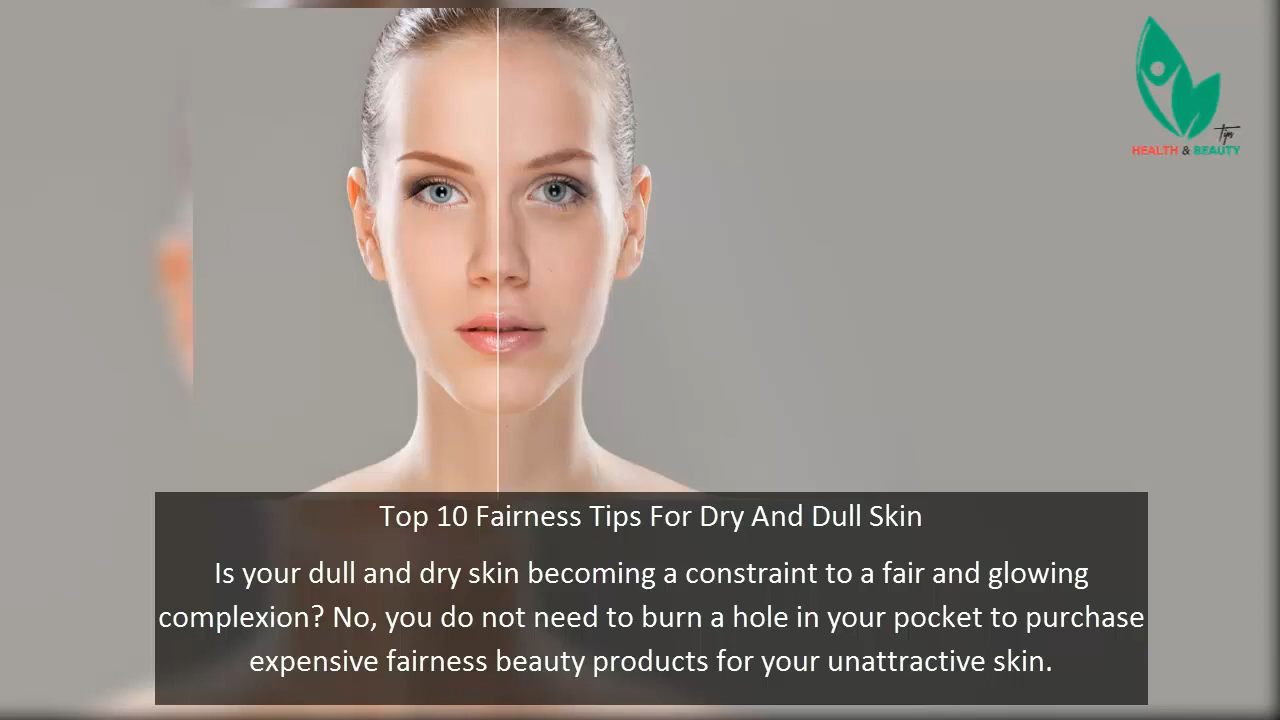 Tips
HEALTH & BEAUTY
Top 10 Fairness Tips For Dry And Dull Skin
Is your dull and dry skin becoming a constraint to a fair and glowing
complexion? No, you do not need to burn a hole in your pocket to purchase
expensive fairness beauty products for your unattractive skin.